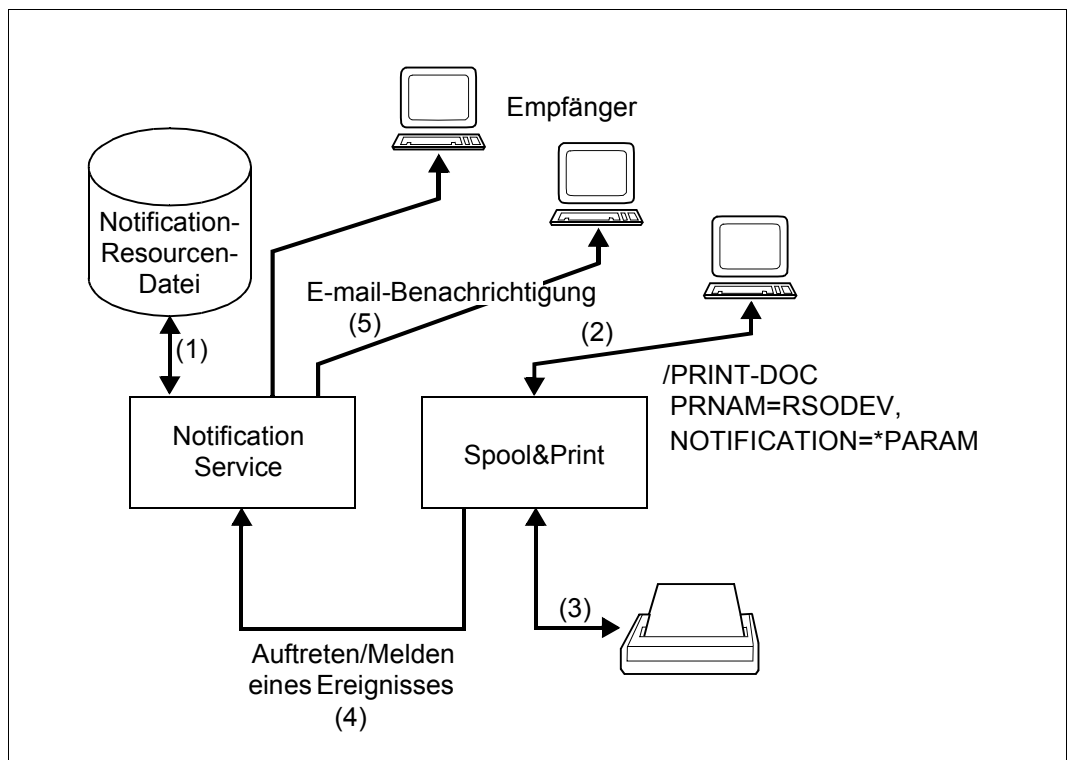 Empfänger
Notification-
Resourcen-
Datei
E-mail-Benachrichtigung
(5)
(1)
(2)
/PRINT-DOC
PRNAM=RSODEV,
NOTIFICATION=*PARAM
Notification
Service
Spool&Print
(3)
Auftreten/Melden
eines Ereignisses
(4)